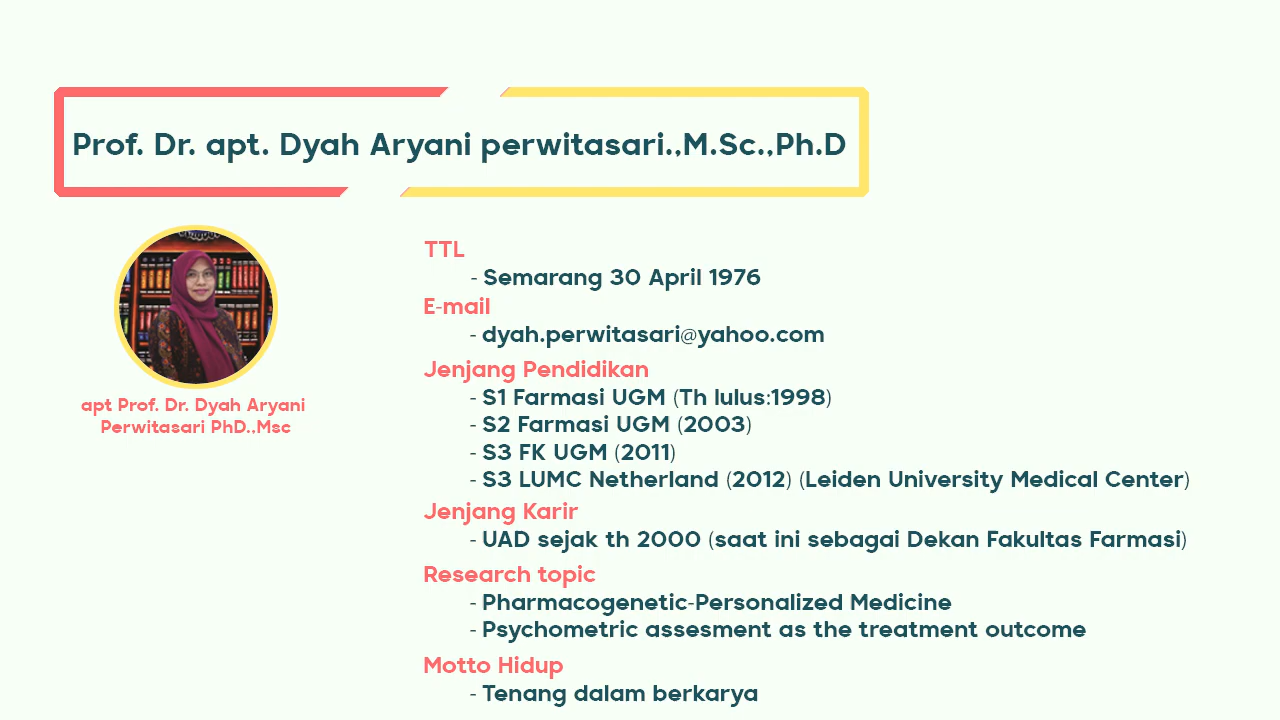 Prof. Dr. apt. Dyah Aryani perwitasari.,M.Sc.,Ph.D
apt Prof. Dr. Dyah Aryani
Perwitasari PhD.,Msc
TTL
- Semarang 30 April 1976
E-mail
- dyah.perwitasari@yahoo.com
Jenjang Pendidikan
- S1 Farmasi UGM (Th lulus:1998)
- S2 Farmasi UGM (2003)
- S3 FK UGM (2011)
- S3 LUMC Netherland (2012) (Leiden University Medical Center)
Jenjang Karir
- UAD sejak th 2000 (saat ini sebagai Dekan Fakultas Farmasi)
Research topic
- Pharmacogenetic-Personalized Medicine
- Psychometric assesment as the treatment outcome
Motto Hidup
- Tenang dalam berkarya